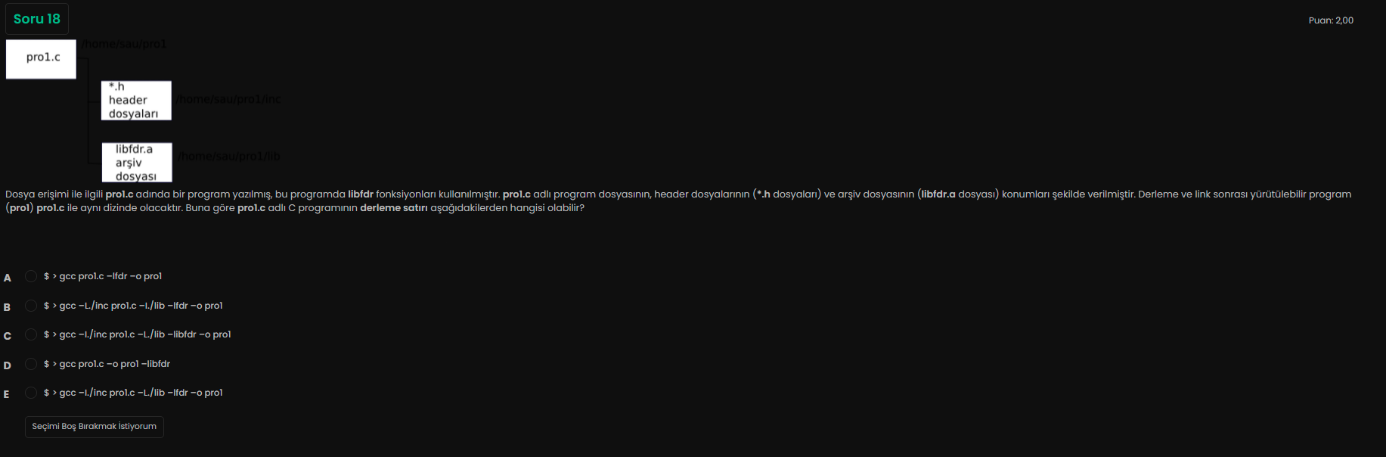 Soru 18
Puan: 2,00
/home/sau/pro1
pro1.c
*.h
header
dosyaları
/home/sau/pro1/inc
libfdr.a
arşiv
dosyası
/home/sau/pro1/lib
Dosya erişimi ile ilgili pro1.c adında bir program yazılmış, bu programda libfdr fonksiyonları kullanılmıştır. pro1.c adlı program dosyasının, header dosyalarının (*.h dosyaları) ve arşiv dosyasının (libfdr.a dosyası) konumları şekilde verilmiştir. Derleme ve link sonrası yürütülebilir program
(pro1) pro1.c ile aynı dizinde olacaktır. Buna göre pro1.c adlı C programının derleme satırı aşağıdakilerden hangisi olabilir?
A $ > gcc pro1.c –lfdr –o pro1
B $ > gcc –L./inc pro1.c –I./lib –lfdr –o pro1
C $ > gcc –I./inc pro1.c –L./lib –libfdr –o pro1
D $ > gcc pro1.c –o pro1 –libfdr
E $ > gcc –I./inc pro1.c –L./lib –lfdr –o pro1
Seçimi Boş Bırakmak İstiyorum